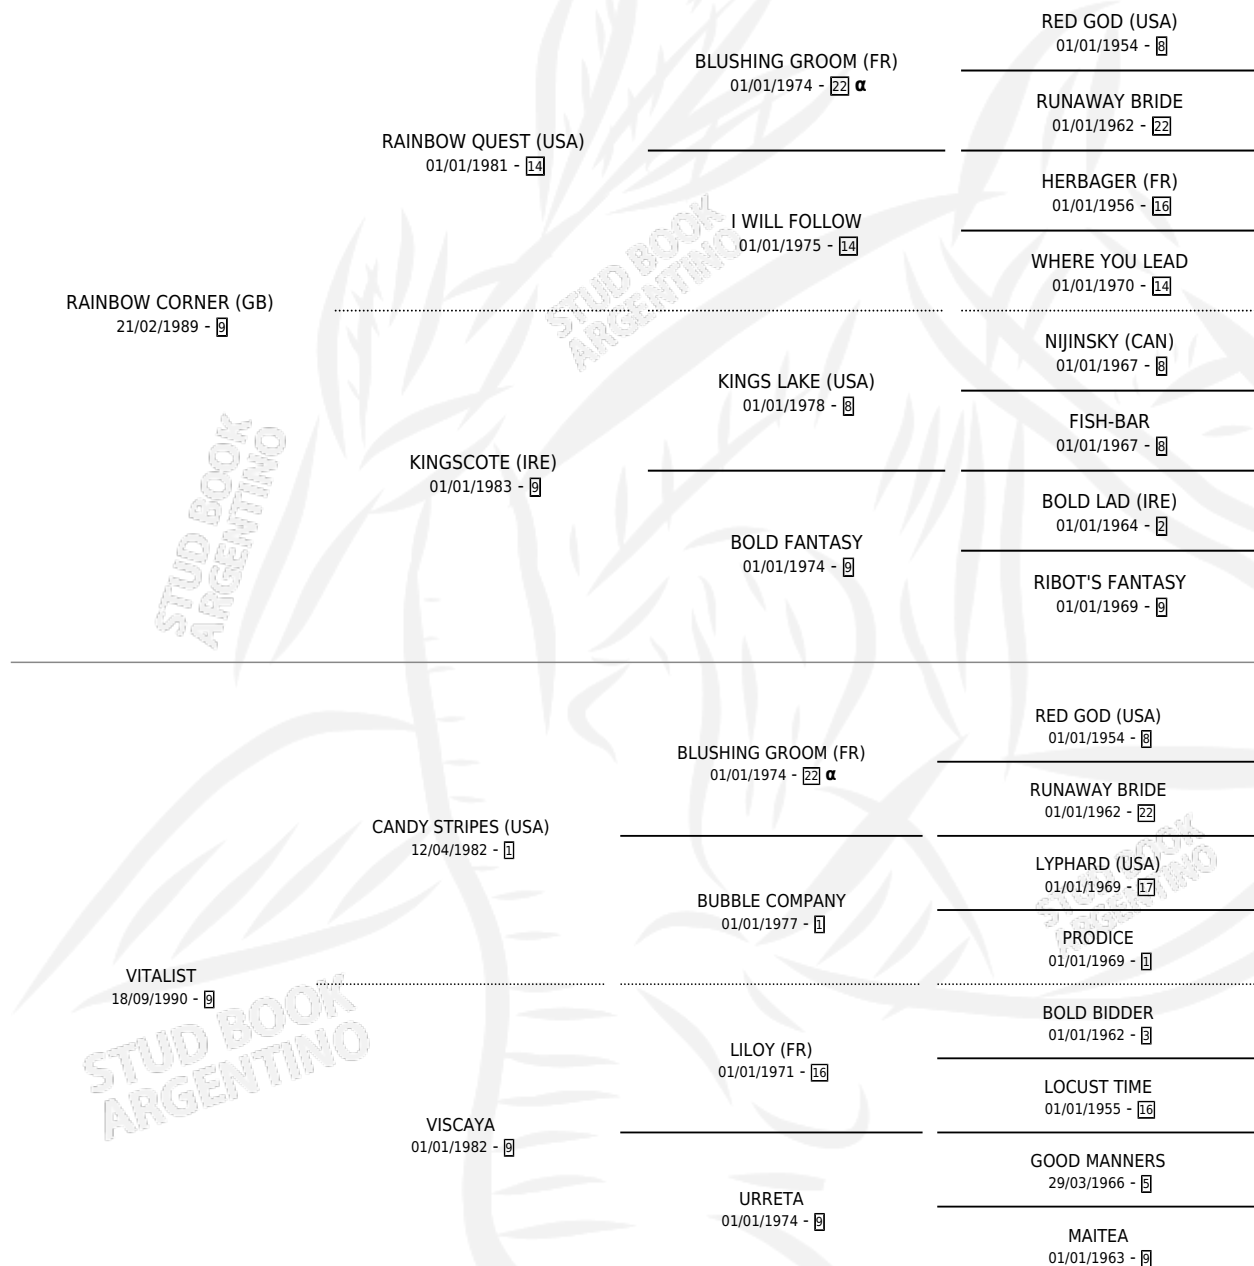 RED GOD (USA)
01/01/1954 - 8
BLUSHING GROOM (FR)
01/01/1974 - 22 α
RUNAWAY BRIDE
01/01/1962 - 22
RAINBOW QUEST (USA)
01/01/1981 - 14
HERBAGER (FR)
01/01/1956 - 16
I WILL FOLLOW
01/01/1975 - 14
WHERE YOU LEAD
01/01/1970 - 14
RAINBOW CORNER (GB)
21/02/1989 - 9
NIJINSKY (CAN)
01/01/1967 - 8
KINGS LAKE (USA)
01/01/1978 - 8
FISH-BAR
01/01/1967 - 8
KINGSCOTE (IRE)
01/01/1983 - 9
BOLD LAD (IRE)
01/01/1964 - 2
BOLD FANTASY
01/01/1974 - 9
RIBOT'S FANTASY
01/01/1969 - 9
RED GOD (USA)
01/01/1954 - 8
BLUSHING GROOM (FR)
01/01/1974 - 22 α
RUNAWAY BRIDE
01/01/1962 - 22
CANDY STRIPES (USA)
12/04/1982 - 1
LYPHARD (USA)
01/01/1969 - 17
BUBBLE COMPANY
01/01/1977 - 1
PRODICE
01/01/1969 - 1
VITALIST
18/09/1990 - 9
BOLD BIDDER
01/01/1962 - 3
LILOY (FR)
01/01/1971 - 16
LOCUST TIME
01/01/1955 - 16
VISCAYA
01/01/1982 - 9
GOOD MANNERS
29/03/1966 - 5
URRETA
01/01/1974 - 9
MAITEA
01/01/1963 - 9
STUD BOOK
ARGENTINO
STUD BOOK
ARGENTINO
STUD BOOK
ARGENTINO
STUD BOOK
ARGENTINO